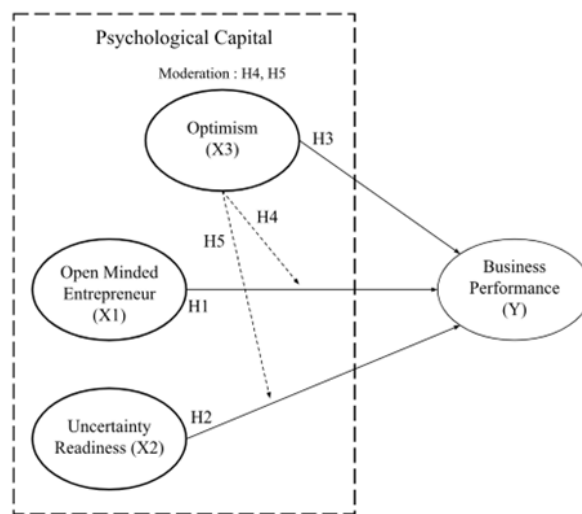 Psychological Capital
Moderation : H4, H5
Optimism
(X3)
H3
H4
H5
Open Minded
Entrepreneur
(X1)
H1
Business
Performance
(Y)
H2
Uncertainty
Readiness (X2)